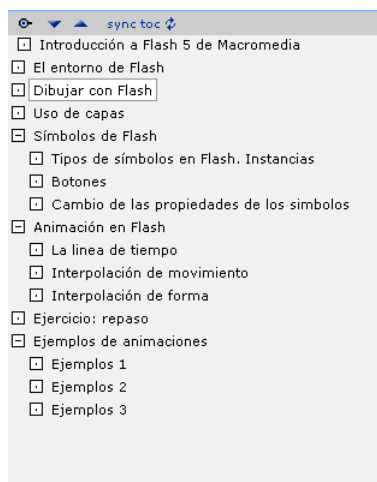 sync toc
Introducción a Flash 5 de Macromedia
El entorno de Flash
Dibujar con Flash
Uso de capas
Símbolos de Flash
Tipos de símbolos en Flash. Instancias
Botones
Cambio de las propiedades de los simbolos
Animación en Flash
La linea de tiempo
Interpolación de movimiento
Interpolación de forma
Ejercicio: repaso
Ejemplos de animaciones
Ejemplos 1
Ejemplos 2
Ejemplos 3